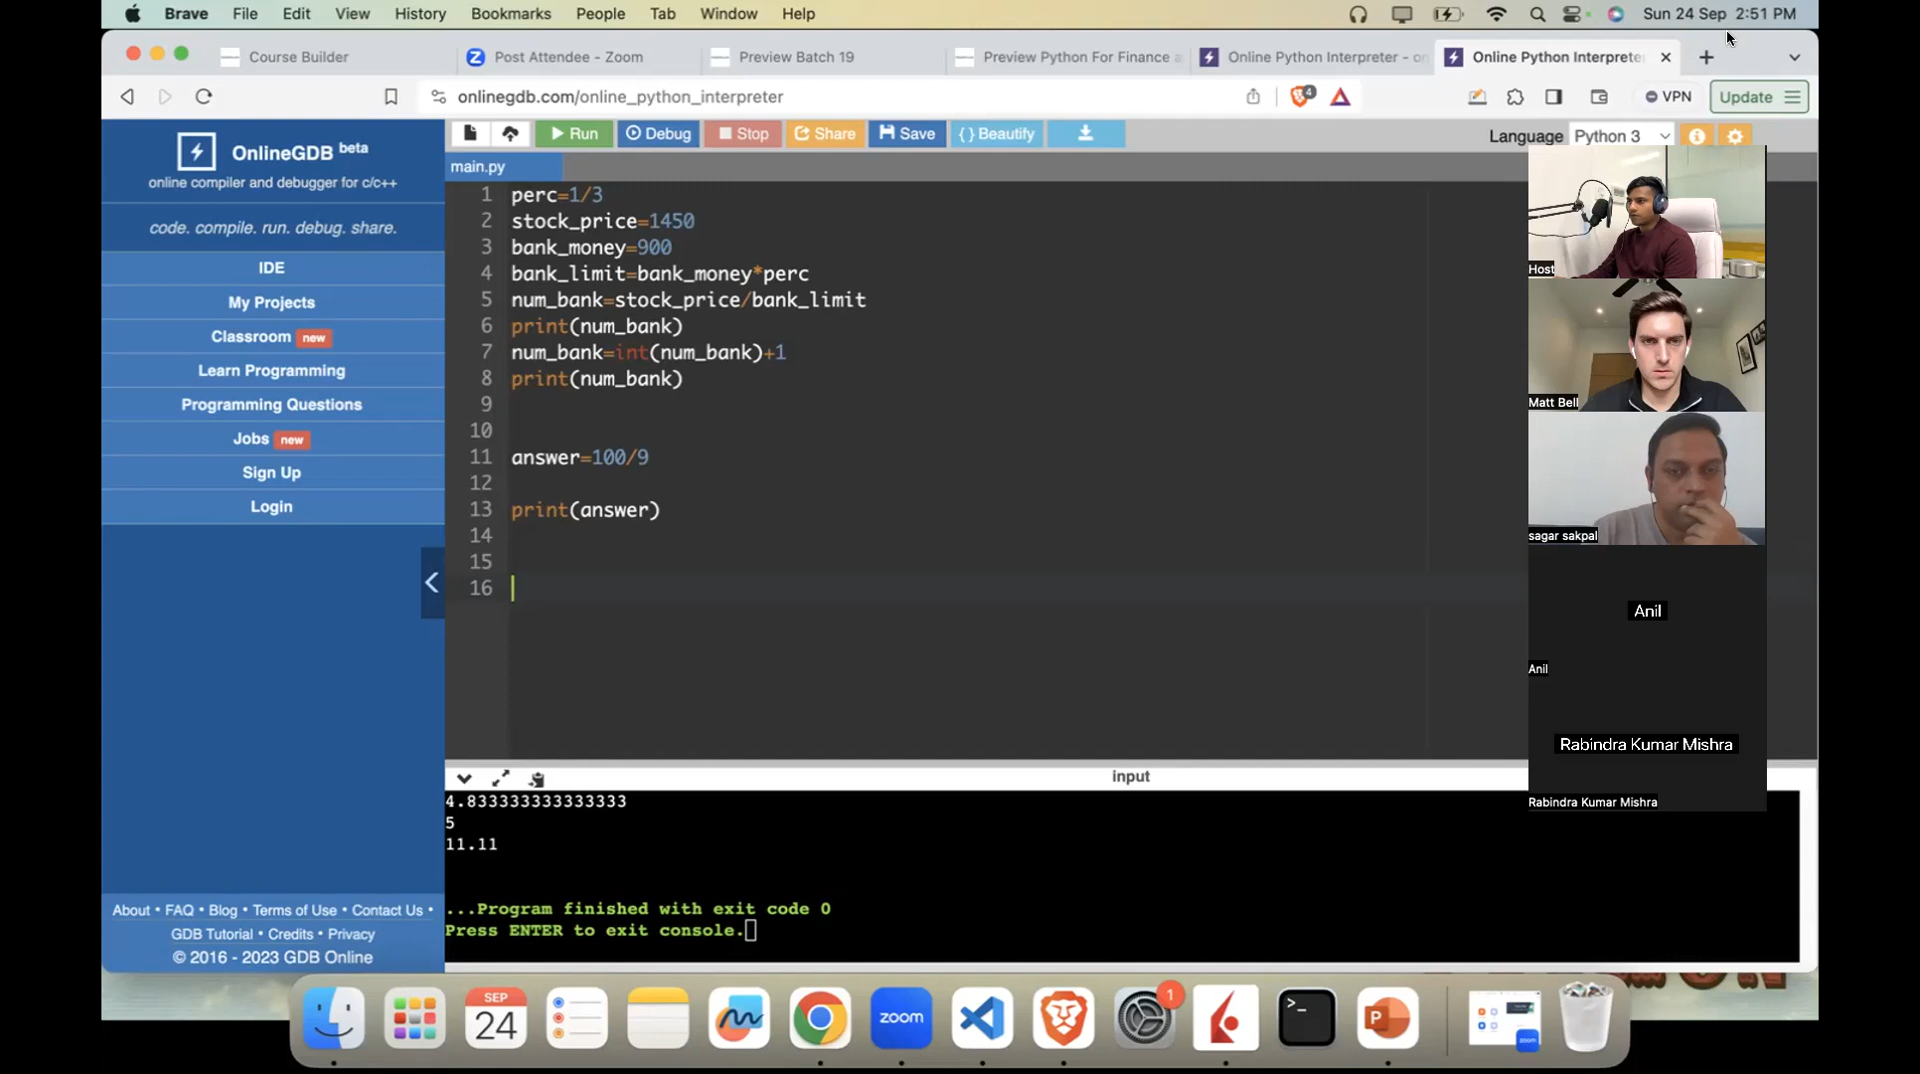 Brave File Edit View History Bookmarks People Tab Window Help Sun 24 Sep 2:51 PM
Course Builder Post Attendee - Zoom Preview Batch 19 Preview Python For Finance a Online Python Interpreter - on Online Python Interprete
onlinegdb.com/online_python_interpreter 4 VPN Update
OnlineGDB beta
online compiler and debugger for c/c++
code. compile. run. debug. share.
IDE
My Projects
Classroom new
Learn Programming
Programming Questions
Jobs new
Sign Up
Login
About • FAQ • Blog • Terms of Use • Contact Us •
GDB Tutorial • Credits • Privacy
© 2016 - 2023 GDB Online
Run Debug Stop Share Save { } Beautify Language Python 3
main.py
1 perc=1/3
2 stock_price=1450
3 bank_money=900
4 bank_limit=bank_money*perc
5 num_bank=stock_price/bank_limit
6 print(num_bank)
7 num_bank=int(num_bank)+1
8 print(num_bank)
9
10
11 answer=100/9
12
13 print(answer)
14
15
16
input
4.833333333333333
5
11.11
...Program finished with exit code 0
Press ENTER to exit console.
Host
Matt Bell
sagar sakpal
Anil
Anil
Rabindra Kumar Mishra
Rabindra Kumar Mishra
SEP
24
zoom
1
>_
P
zoom